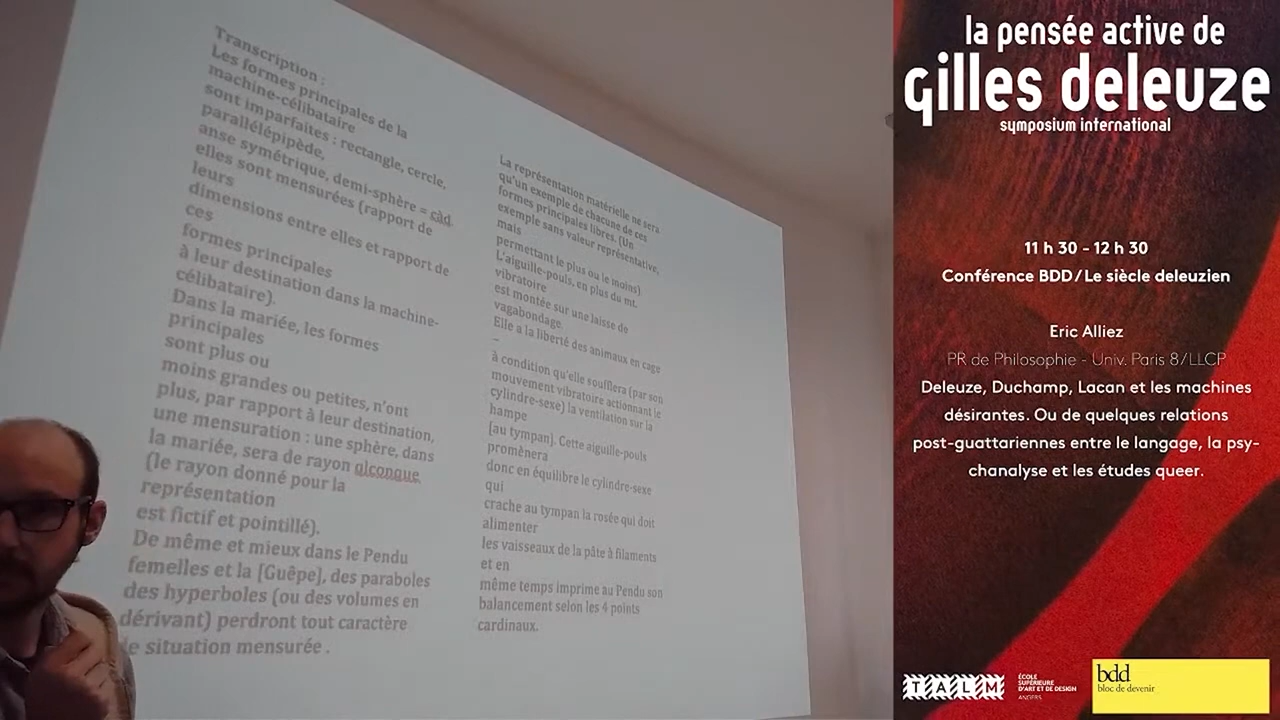 Transcription :
Les formes principales de la
machine-célibataire
sont imparfaites : rectangle, cercle,
parallélépipède,
anse symétrique, demi-sphère = càd.
elles sont mensurées (rapport de
leurs
dimensions entre elles et rapport de
ces
formes principales
à leur destination dans la machine-
célibataire).
Dans la mariée, les formes
principales
sont plus ou
moins grandes ou petites, n'ont
plus, par rapport à leur destination,
une mensuration : une sphère, dans
la mariée, sera de rayon qlconque
(le rayon donné pour la
représentation
est fictif et pointillé).
De même et mieux dans le Pendu
femelles et la [Guêpe], des paraboles
des hyperboles (ou des volumes en
dérivant) perdront tout caractère
de situation mensurée .
La représentation matérielle ne sera
qu'un exemple de chacune de ces
formes principales libres. (Un
exemple sans valeur représentative,
mais
permettant le plus ou le moins)
L'aiguille-pouls, en plus du mt.
vibratoire
est montée sur une laisse de
vagabondage.
Elle a la liberté des animaux en cage
–
à condition qu'elle soufflera (par son
mouvement vibratoire actionnant le
cylindre-sexe) la ventilation sur la
hampe
[au tympan]. Cette aiguille-pouls
promènera
donc en équilibre le cylindre-sexe
qui
crache au tympan la rosée qui doit
alimenter
les vaisseaux de la pâte à filaments
et en
même temps imprime au Pendu son
balancement selon les 4 points
cardinaux.
la pensée active de
gilles deleuze
symposium international
11 h 30 - 12 h 30
Conférence BDD / Le siècle deleuzien
Eric Alliez
PR de Philosophie - Univ. Paris 8/LLCP
Deleuze, Duchamp, Lacan et les machines
désirantes. Ou de quelques relations
post-guattariennes entre le langage, la psy-
chanalyse et les études queer.
TALM
ÉCOLE
SUPÉRIEURE
D'ART ET DE DESIGN
ANGERS
bdd
bloc de devenir